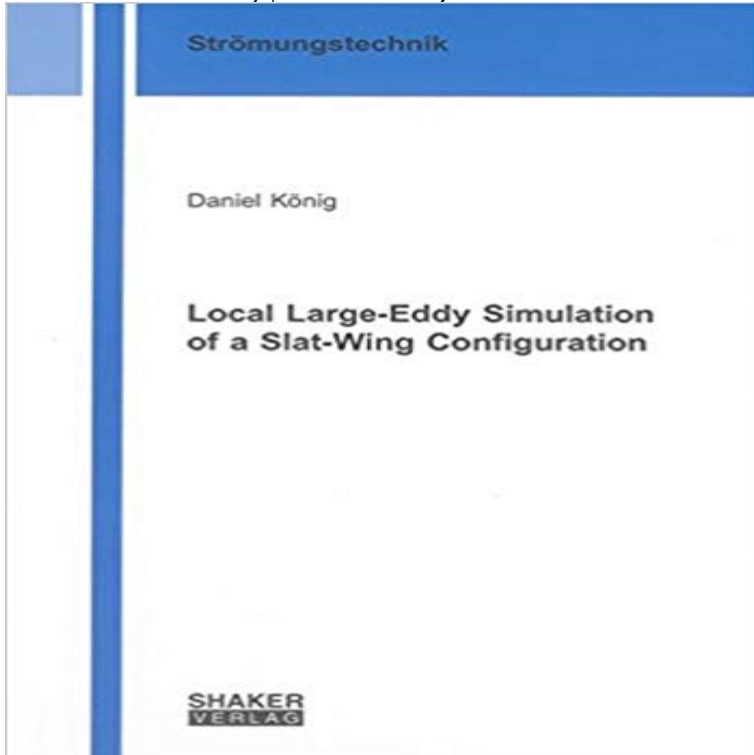 Strömungstechnik
Daniel König
Local Large-Eddy Simulation
of a Slat-Wing Configuration
SHAKER
VERLAG